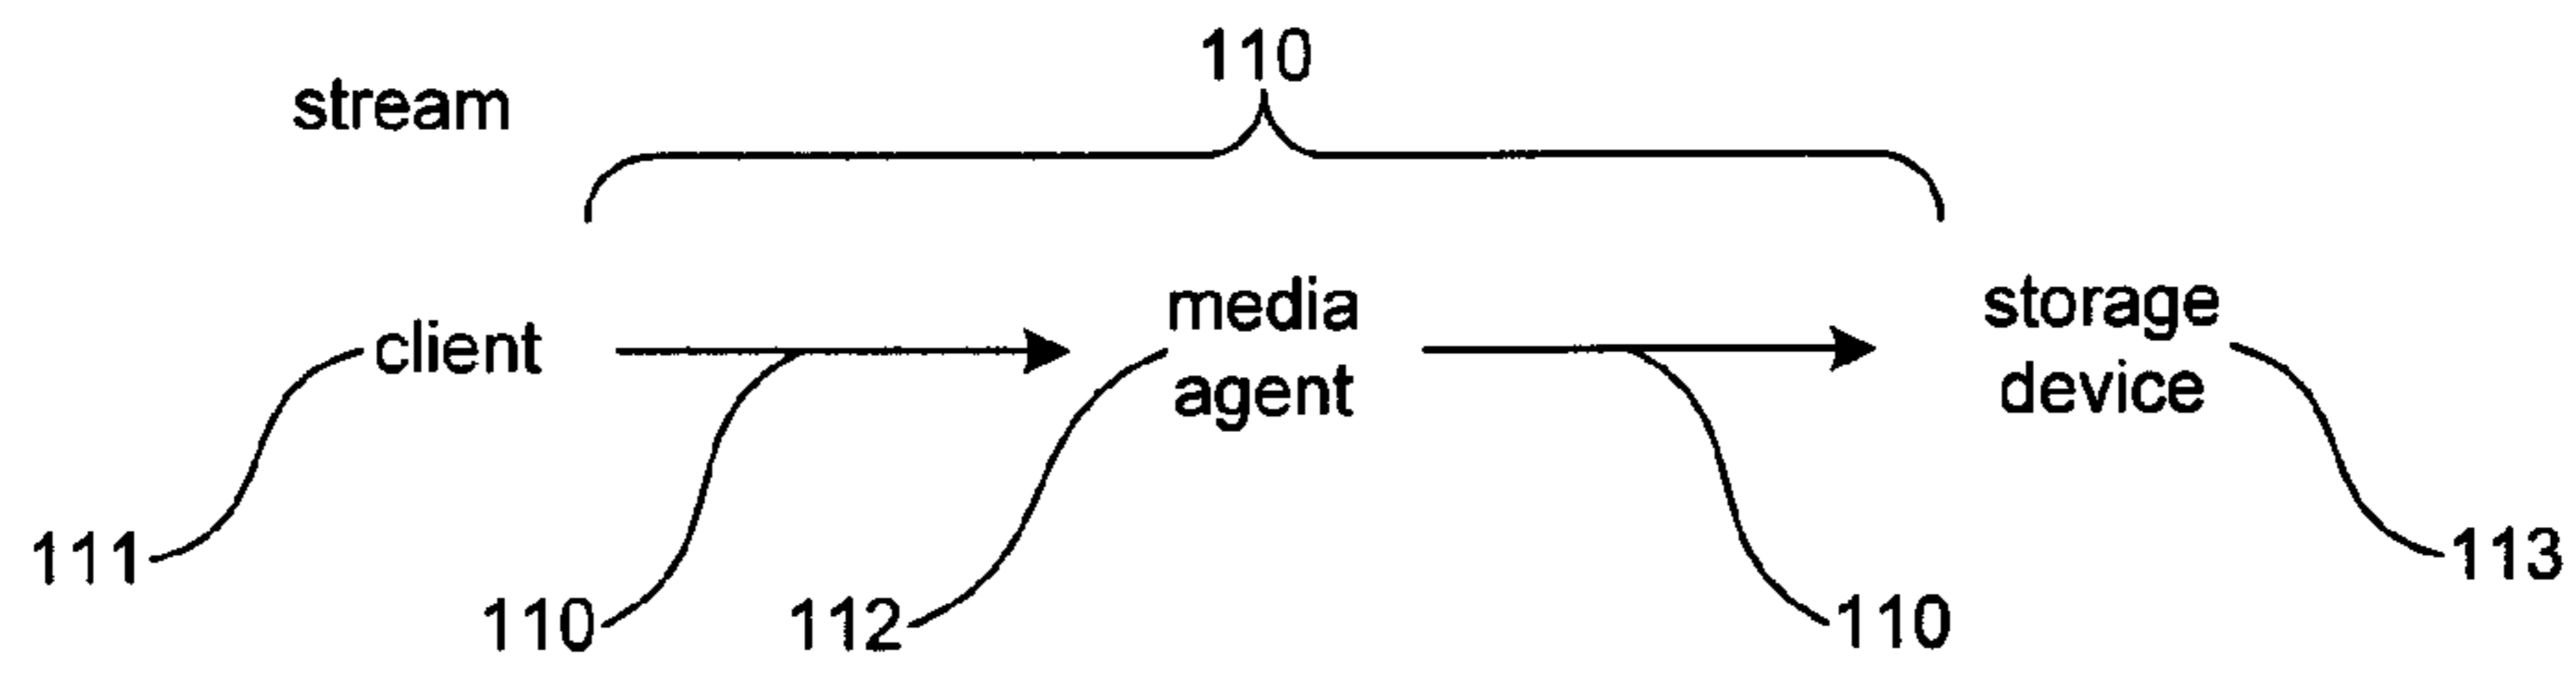 110
stream
client
media
agent
storage
device
111
110
112
110
113